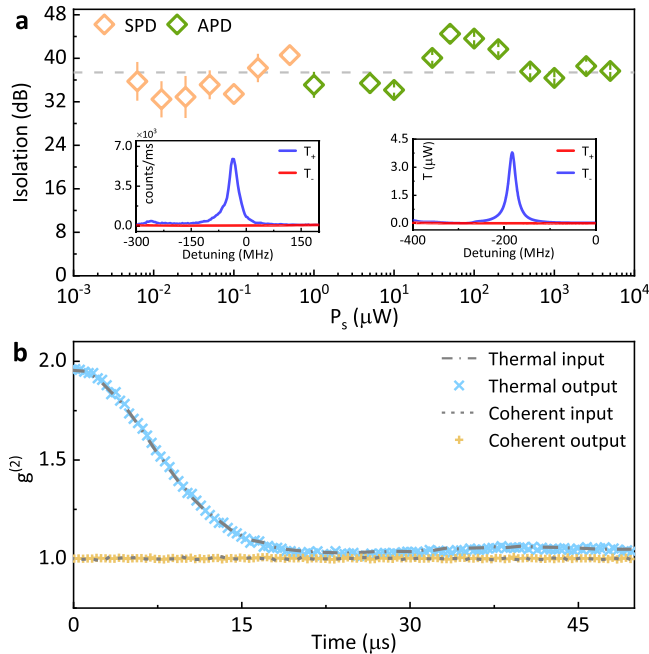 a
SPD
APD
Isolation (dB)
48
40
32
24
16
8
0
10⁻³
10⁻²
10⁻¹
10⁰
10¹
10²
10³
10⁴
Pₛ (μW)
×10³
counts/ms
7.0
3.5
0.0
-300
-150
0
150
Detuning (MHz)
T₊
T₋
T (μW)
4.5
3.0
1.5
0.0
-400
-200
0
Detuning (MHz)
T₊
T₋
b
g⁽²⁾
2.0
1.5
1.0
Thermal input
Thermal output
Coherent input
Coherent output
0
15
30
45
Time (μs)